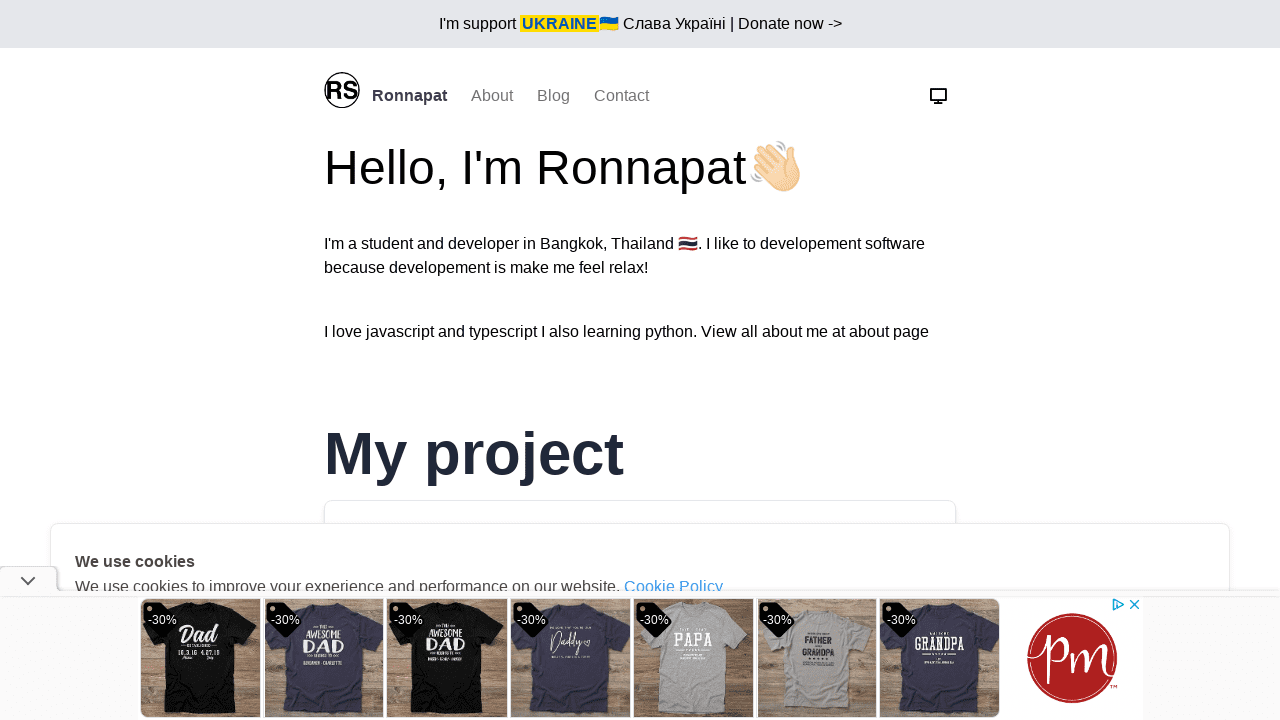 I'm support UKRAINE🇺🇦 Слава Україні | Donate now ->
RS Ronnapat About Blog Contact
Hello, I'm Ronnapat👋🏻
I'm a student and developer in Bangkok, Thailand 🇹🇭. I like to developement software
because developement is make me feel relax!
I love javascript and typescript I also learning python. View all about me at about page
My project
We use cookies
We use cookies to improve your experience and performance on our website. Cookie Policy
-30% -30% -30% -30% -30% -30% -30%
Dad
THIS AWESOME DAD
THIS AWESOME DAD
Daddy
PAPA
FATHER
GRANDPA
GRANDPA
pm